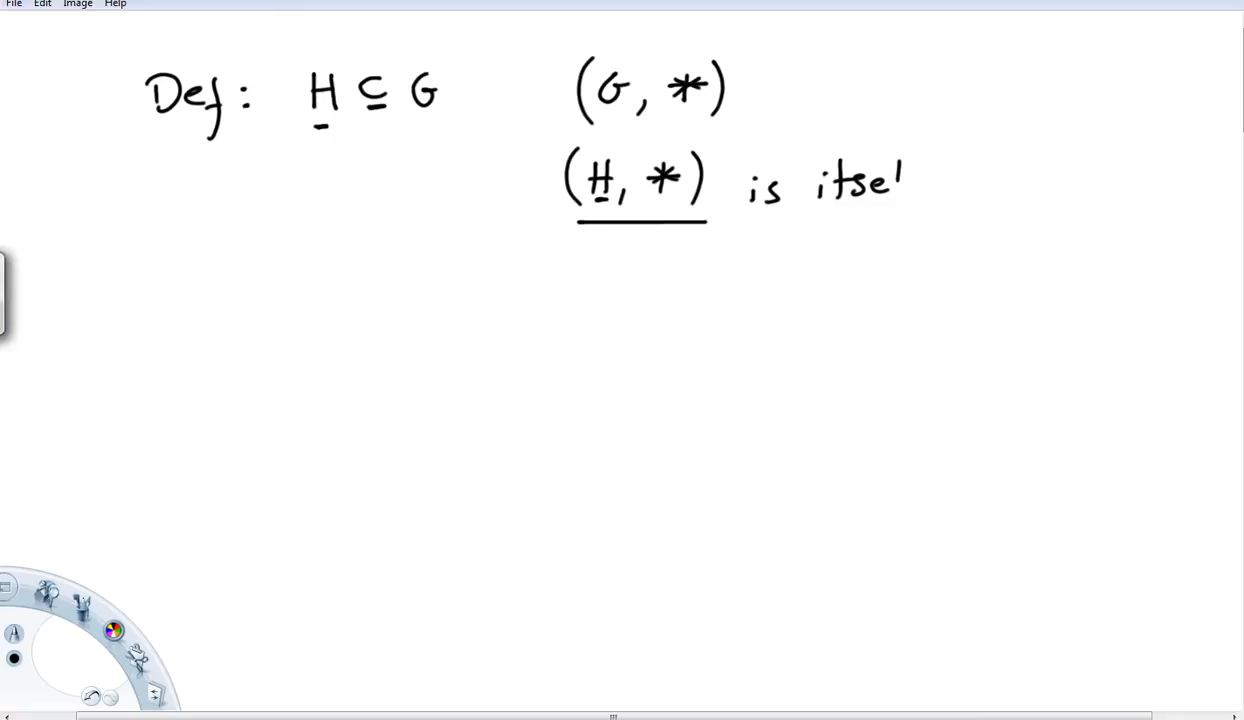 File Edit Image Help
Def: H ⊆ G (G, *)
(H, *) is itsel